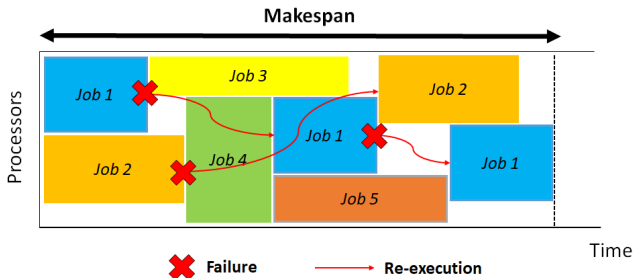 Makespan
Processors
Job 1
Job 3
Job 2
Job 2
Job 4
Job 1
Job 1
Job 5
Time
Failure
Re-execution